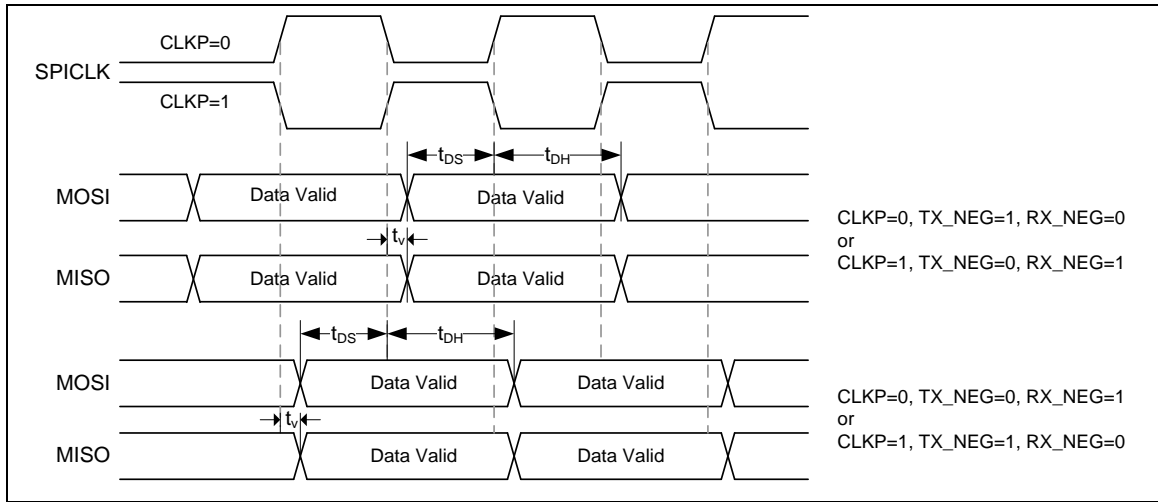 CLKP=0
SPICLK
CLKP=1
tDS
tDH
MOSI
Data Valid
Data Valid
tv
MISO
Data Valid
Data Valid
CLKP=0, TX_NEG=1, RX_NEG=0
or
CLKP=1, TX_NEG=0, RX_NEG=1
tDS
tDH
MOSI
Data Valid
Data Valid
tv
MISO
Data Valid
Data Valid
CLKP=0, TX_NEG=0, RX_NEG=1
or
CLKP=1, TX_NEG=1, RX_NEG=0